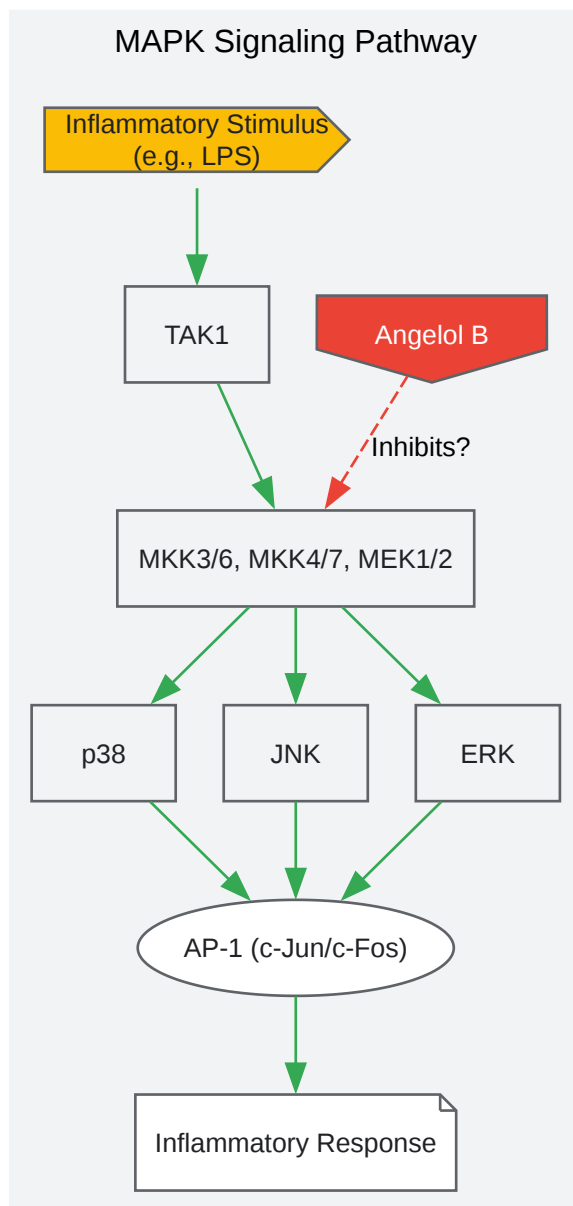 MAPK Signaling Pathway
Inflammatory Stimulus
(e.g., LPS)
TAK1
Angelol B
Inhibits?
MKK3/6, MKK4/7, MEK1/2
p38
JNK
ERK
AP-1 (c-Jun/c-Fos)
Inflammatory Response